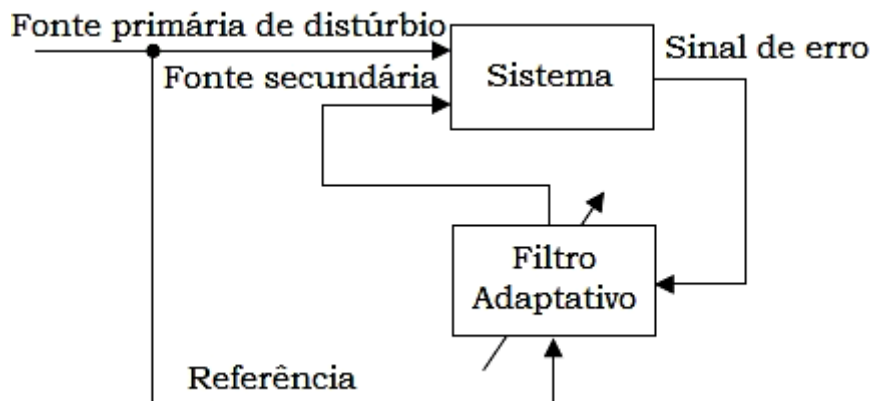 Fonte primária de distúrbio
Sinal de erro
Fonte secundária
Sistema
Filtro
Adaptativo
Referência